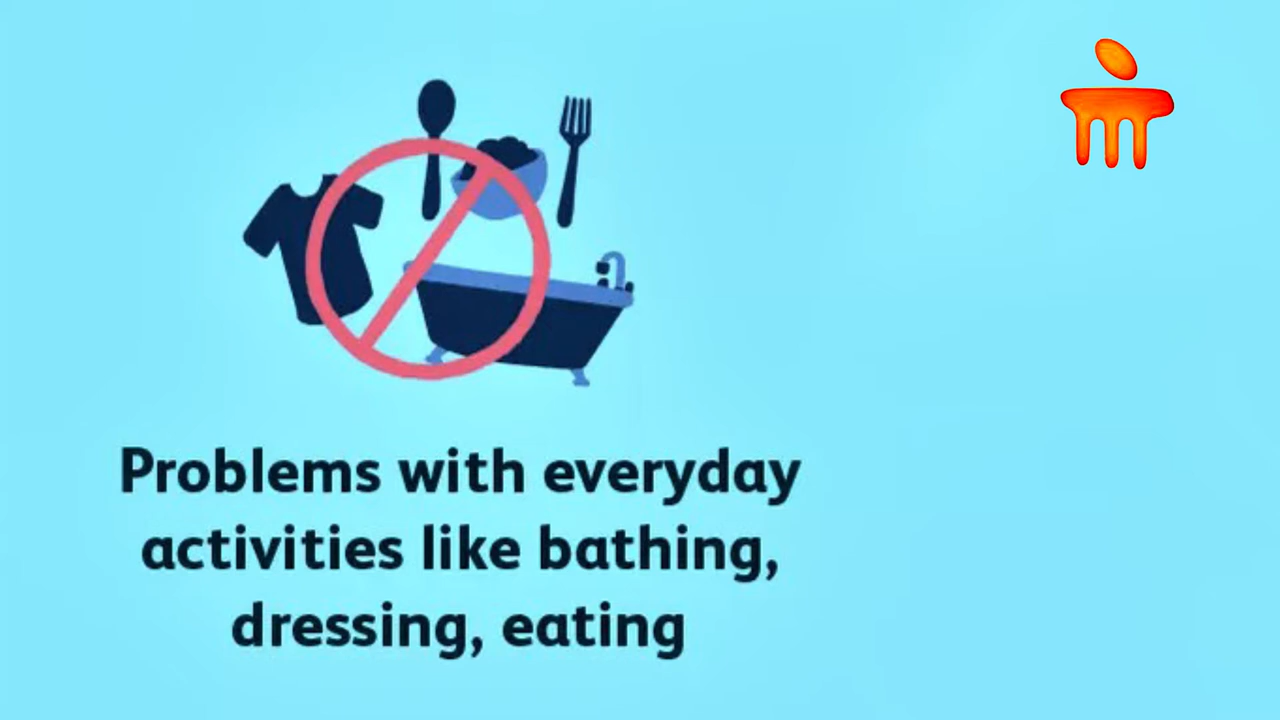 Problems with everyday
activities like bathing,
dressing, eating